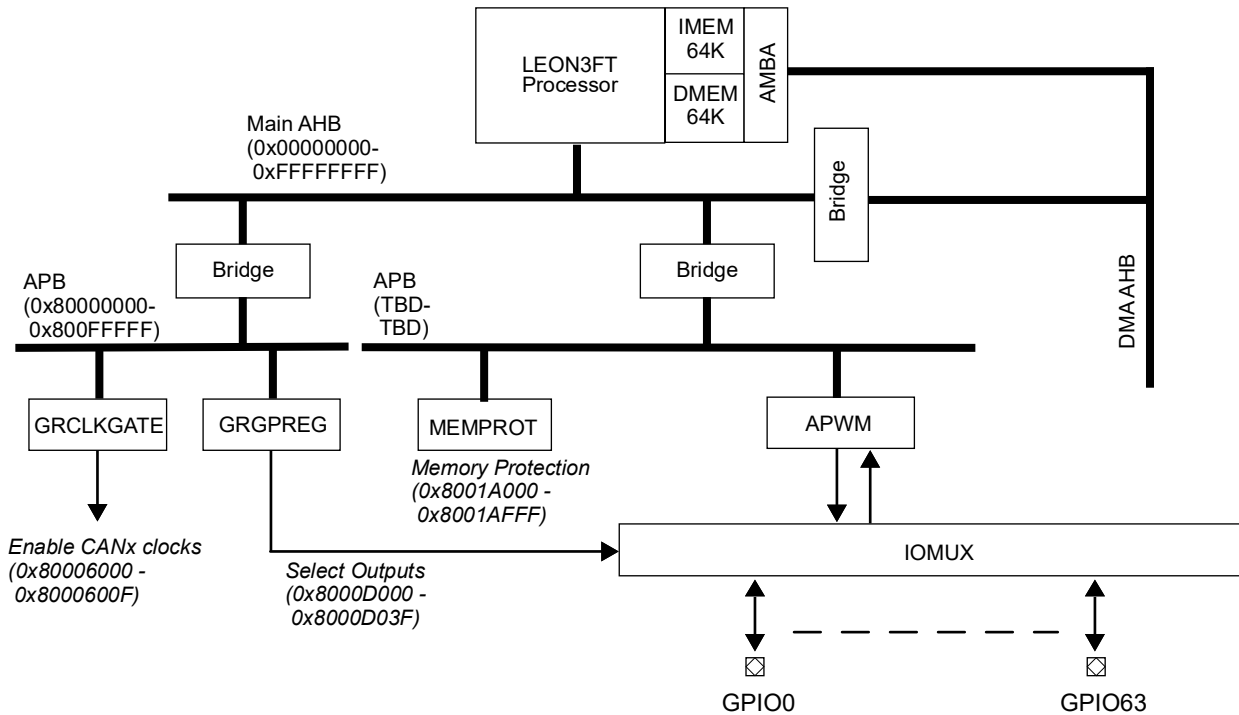 LEON3FT
Processor
IMEM
64K
DMEM
64K
AMBA
Main AHB
(0x00000000-
0xFFFFFFFF)
Bridge
Bridge
Bridge
DMA AHB
APB
(0x80000000-
0x800FFFFF)
APB
(TBD-
TBD)
GRCLKGATE
GRGPREG
MEMPROT
APWM
Memory Protection
(0x8001A000 -
0x8001AFFF)
Enable CANx clocks
(0x80006000 -
0x8000600F)
Select Outputs
(0x8000D000 -
0x8000D03F)
IOMUX
GPIO0
GPIO63